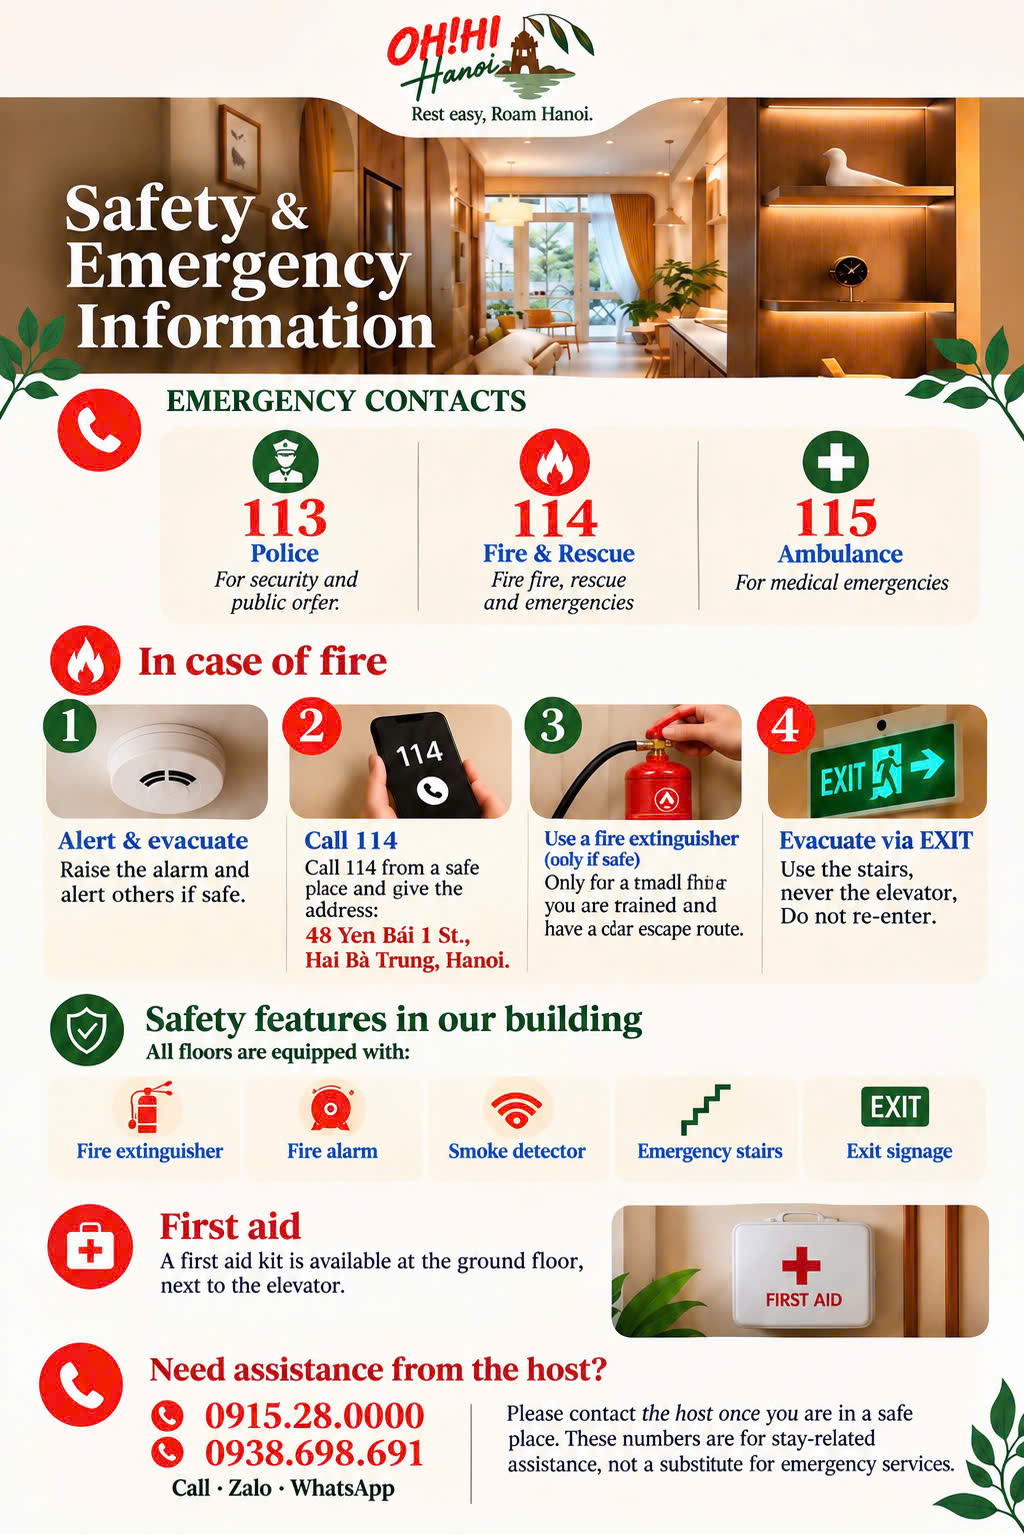 OH!HI
Hanoi
Rest easy, Roam Hanoi.
Safety &
Emergency
Information
EMERGENCY CONTACTS
113
Police
For security and
public orfer.
114
Fire & Rescue
Fire fire, rescue
and emergencies
115
Ambulance
For medical emergencies
In case of fire
1
Alert & evacuate
Raise the alarm and
alert others if safe.
2
114
Call 114
Call 114 from a safe
place and give the
address:
48 Yen Bái 1 St.,
Hai Bà Trung, Hanoi.
3
Use a fire extinguisher
(only if safe)
Only for a tmadl
you are trained and
have a cdar escape route.
4
EXIT
Evacuate via EXIT
Use the stairs,
never the elevator,
Do not re-enter.
Safety features in our building
All floors are equipped with:
Fire extinguisher
Fire alarm
Smoke detector
Emergency stairs
EXIT
Exit signage
First aid
A first aid kit is available at the ground floor,
next to the elevator.
FIRST AID
Need assistance from the host?
0915.28.0000
0938.698.691
Call · Zalo · WhatsApp
Please contact the host once you are in a safe
place. These numbers are for stay-related
assistance, not a substitute for emergency services.